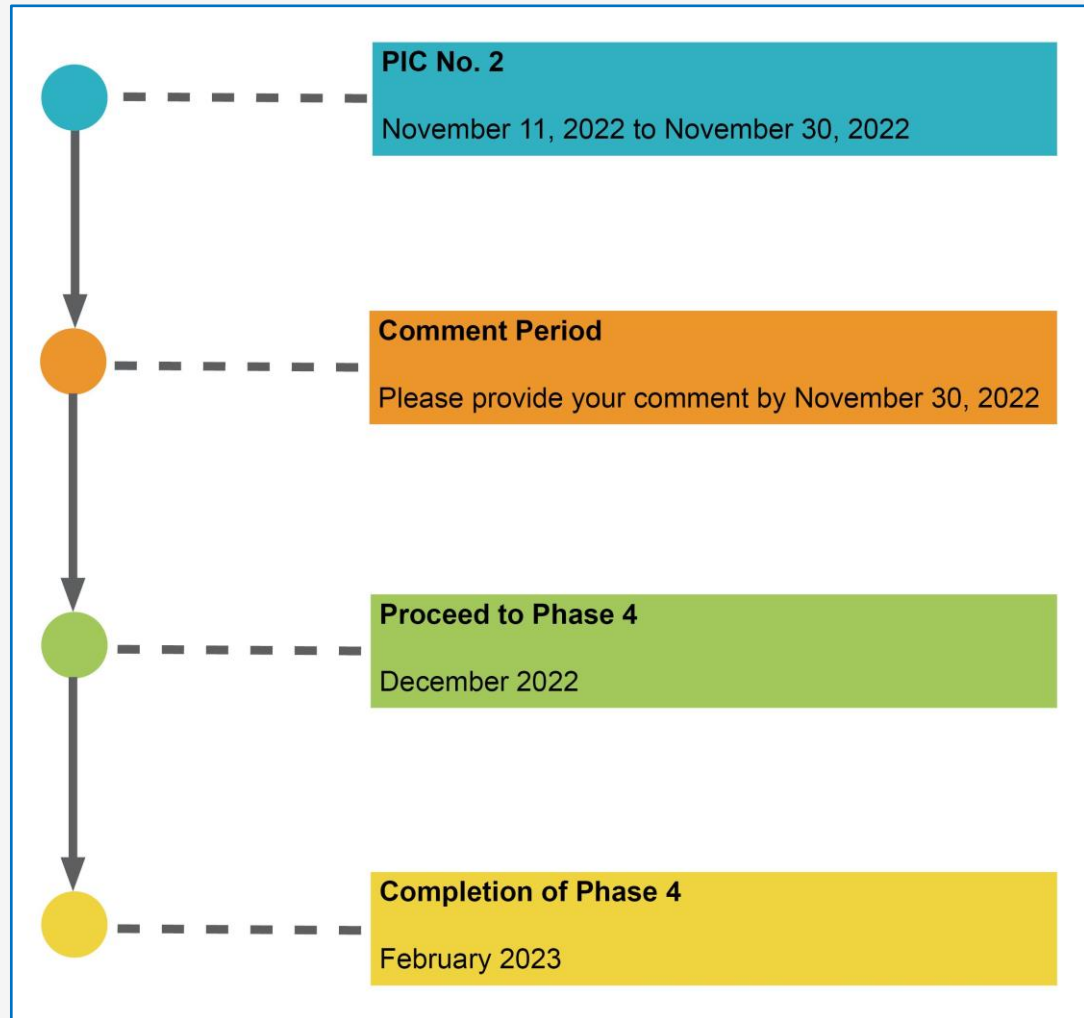 PIC No. 2
November 11, 2022 to November 30, 2022
Comment Period
Please provide your comment by November 30, 2022
Proceed to Phase 4
December 2022
Completion of Phase 4
February 2023